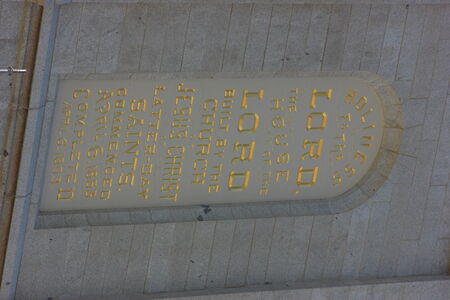 HOLINESS
TO THE
LORD.
THE
HOUSE
OF THE
LORD
BUILT BY THE
CHURCH
OF
JESUS CHRIST
OF
LATTER-DAY
SAINTS.
COMMENCED
APRIL 6, 1853
COMPLETED
APRIL 6, 1893